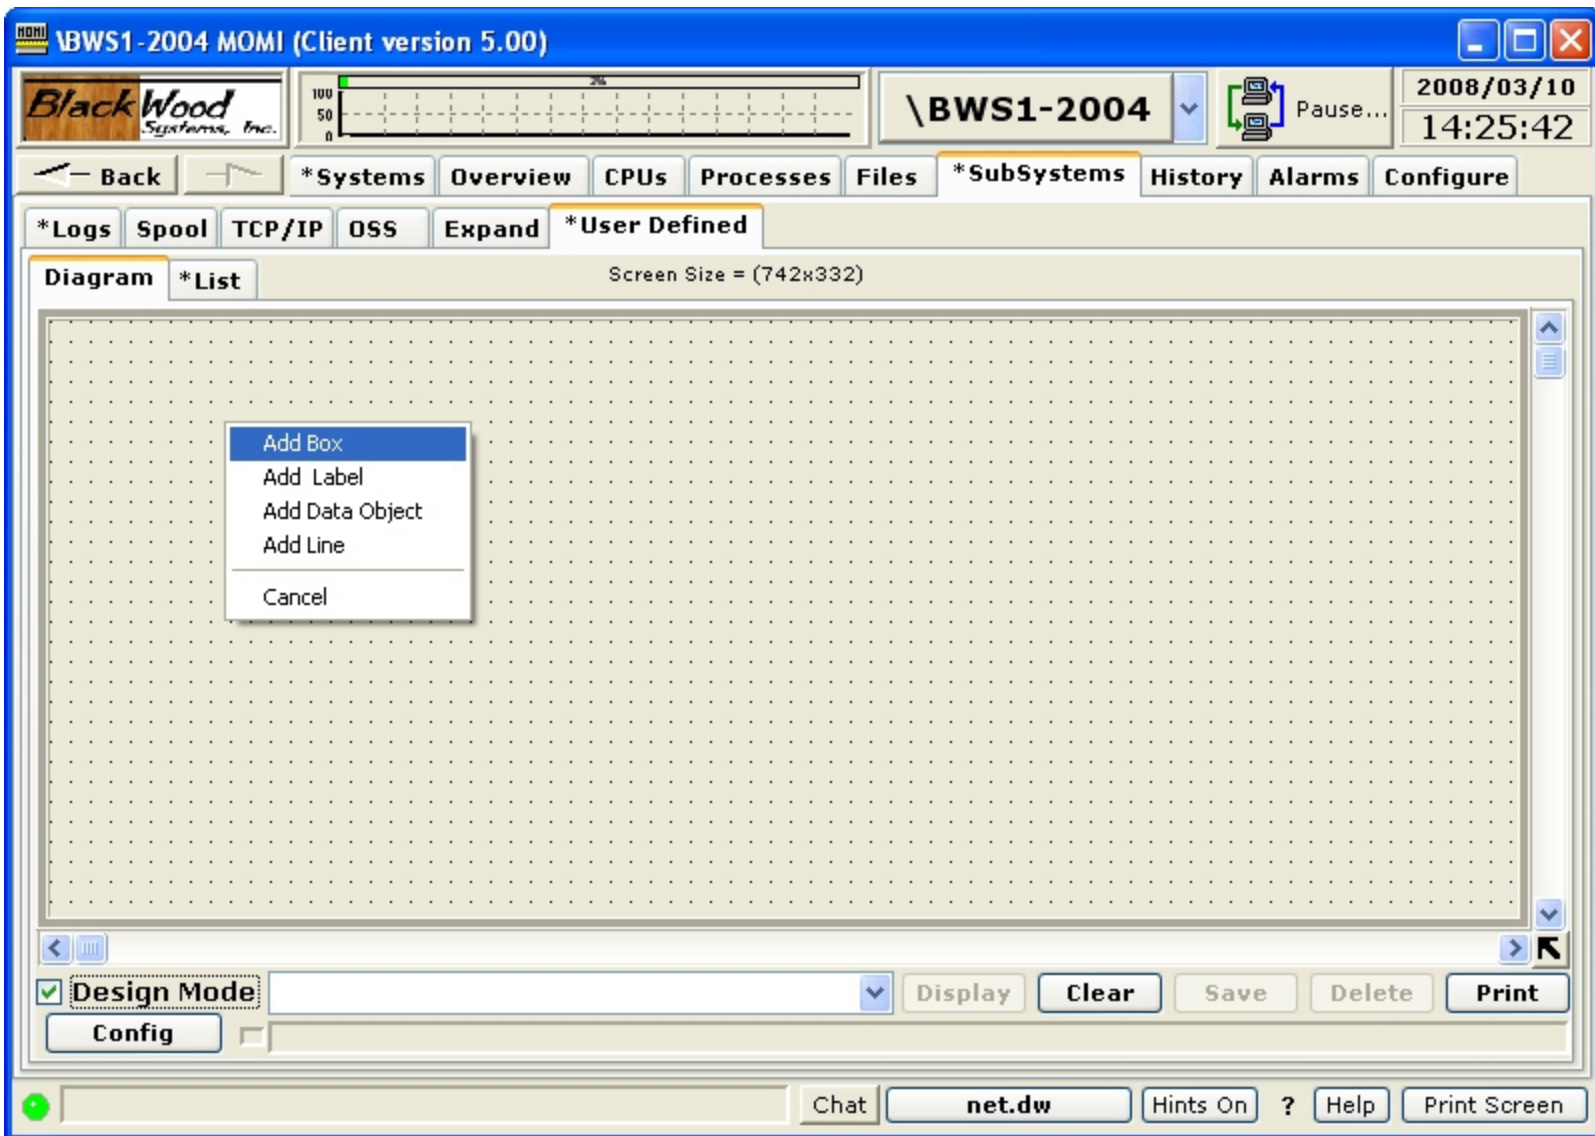 MOMI
\BWS1-2004 MOMI (Client version 5.00)
BlackWood
Systems, Inc.
2%
100
50
0
\BWS1-2004
Pause...
2008/03/10
14:25:42
Back
*Systems
Overview
CPUs
Processes
Files
*SubSystems
History
Alarms
Configure
*Logs
Spool
TCP/IP
OSS
Expand
*User Defined
Diagram
*List
Screen Size = (742x332)
Add Box
Add Label
Add Data Object
Add Line
Cancel
Design Mode
Display
Clear
Save
Delete
Print
Config
Chat
net.dw
Hints On
?
Help
Print Screen